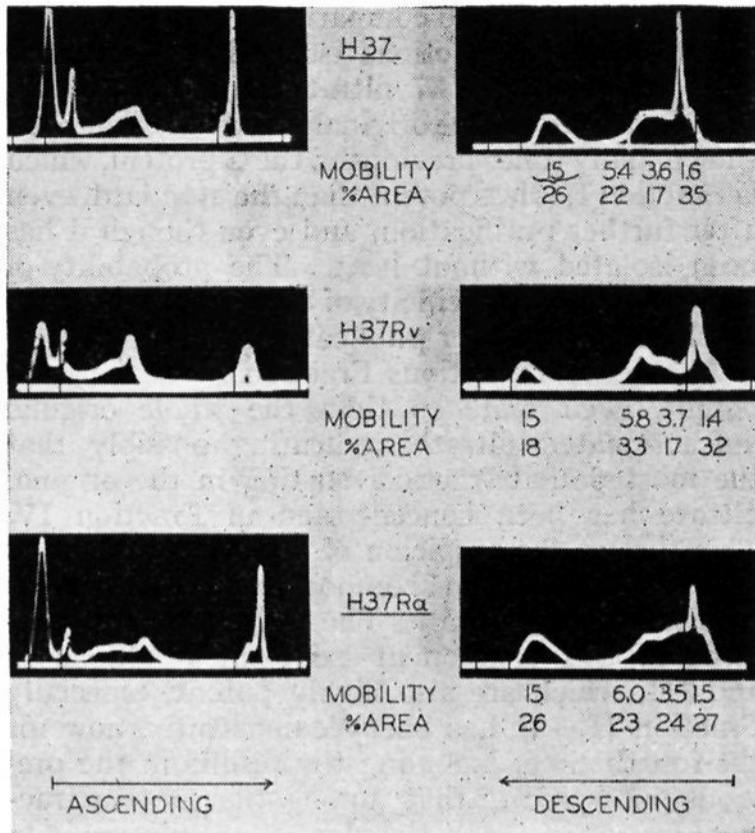 H37
MOBILITY 15 5.4 3.6 1.6
%AREA 26 22 17 35
H37Rv
MOBILITY 15 5.8 3.7 1.4
%AREA 18 33 17 32
H37Ra
MOBILITY 15 6.0 3.5 1.5
%AREA 26 23 24 27
ASCENDING DESCENDING